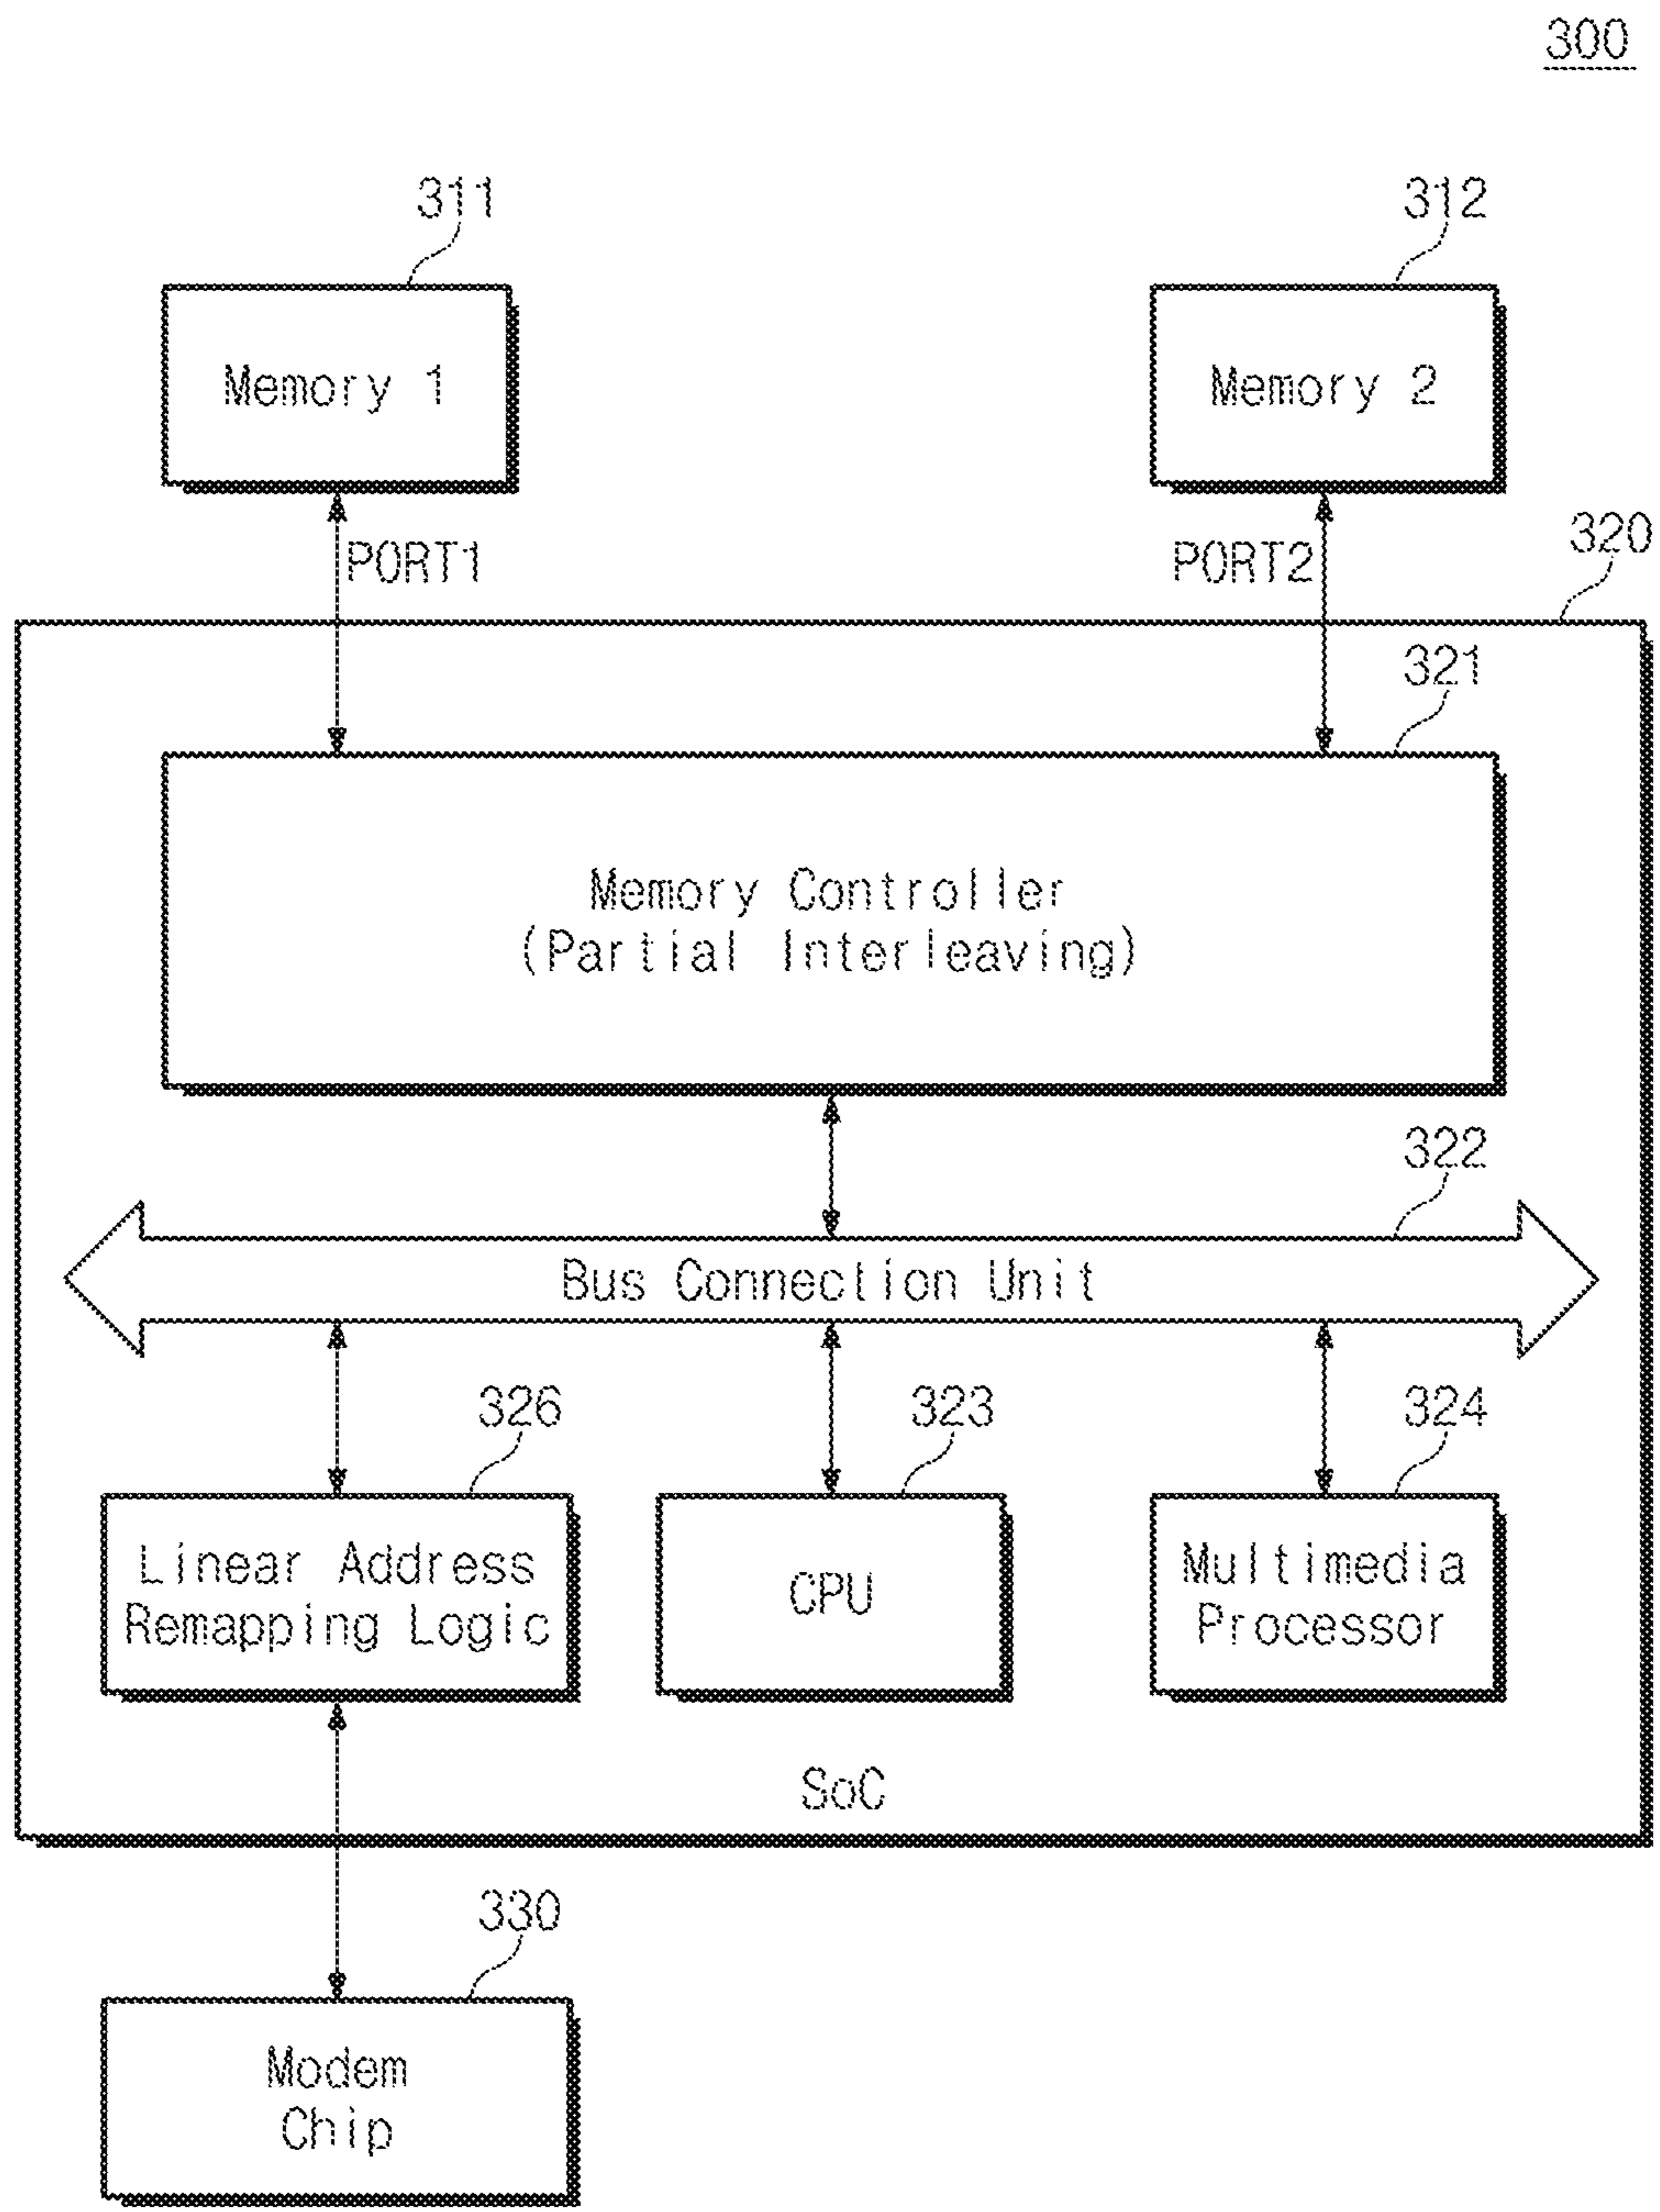 300
311
312
Memory 1
Memory 2
320
PORT1
PORT2
321
Memory Controller
(Partial Interleaving)
322
Bus Connection Unit
326
323
324
Linear Address
Remapping Logic
CPU
Multimedia
Processor
SoC
330
Modem
Chip